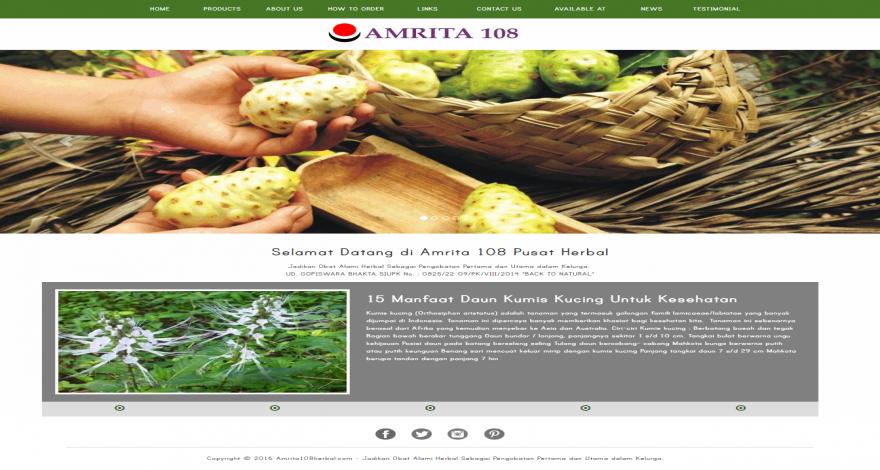 HOME PRODUCTS ABOUT US HOW TO ORDER LINKS CONTACT US AVAILABLE AT NEWS TESTIMONIAL
AMRITA 108
Selamat Datang di Amrita 108 Pusat Herbal
Jadikan Obat Alami Herbal Sebagai Pengobatan Pertama dan Utama dalam Kelurga.
UD. GOPISWARA BHAKTA SIUPK No. : 0825/22-09/PK/VIII/2014 "BACK TO NATURAL"
15 Manfaat Daun Kumis Kucing Untuk Kesehatan
Kumis kucing (Orthosiphon aristatus) adalah tanaman yang termasuk golongan famili lamiaceae/labiatae yang banyak
dijumpai di Indonesia. Tanaman ini dipercaya banyak memberikan khasiat bagi kesehatan kita. Tanaman ini sebenarnya
berasal dari Afrika yang kemudian menyebar ke Asia dan Australia. Ciri-ciri Kumis kucing : Berbatang basah dan tegak
Bagian bawah berakar tunggang Daun bundar / lonjong, panjangnya sekitar 1 s/d 10 cm. Tangkai bulat berwarna ungu
kehijauan Posisi daun pada batang berselang seling Tulang daun bercabang- cabang Mahkota bunga berwarna putih
atau putih keunguan Benang sari mencuat keluar mirip dengan kumis kucing Panjang tangkar daun 7 s/d 29 cm Mahkota
berupa tandan dengan panjang 7 hin
Copyright © 2016 Amrita108herbal.com - Jadikan Obat Alami Herbal Sebagai Pengobatan Pertama dan Utama dalam Kelurga.